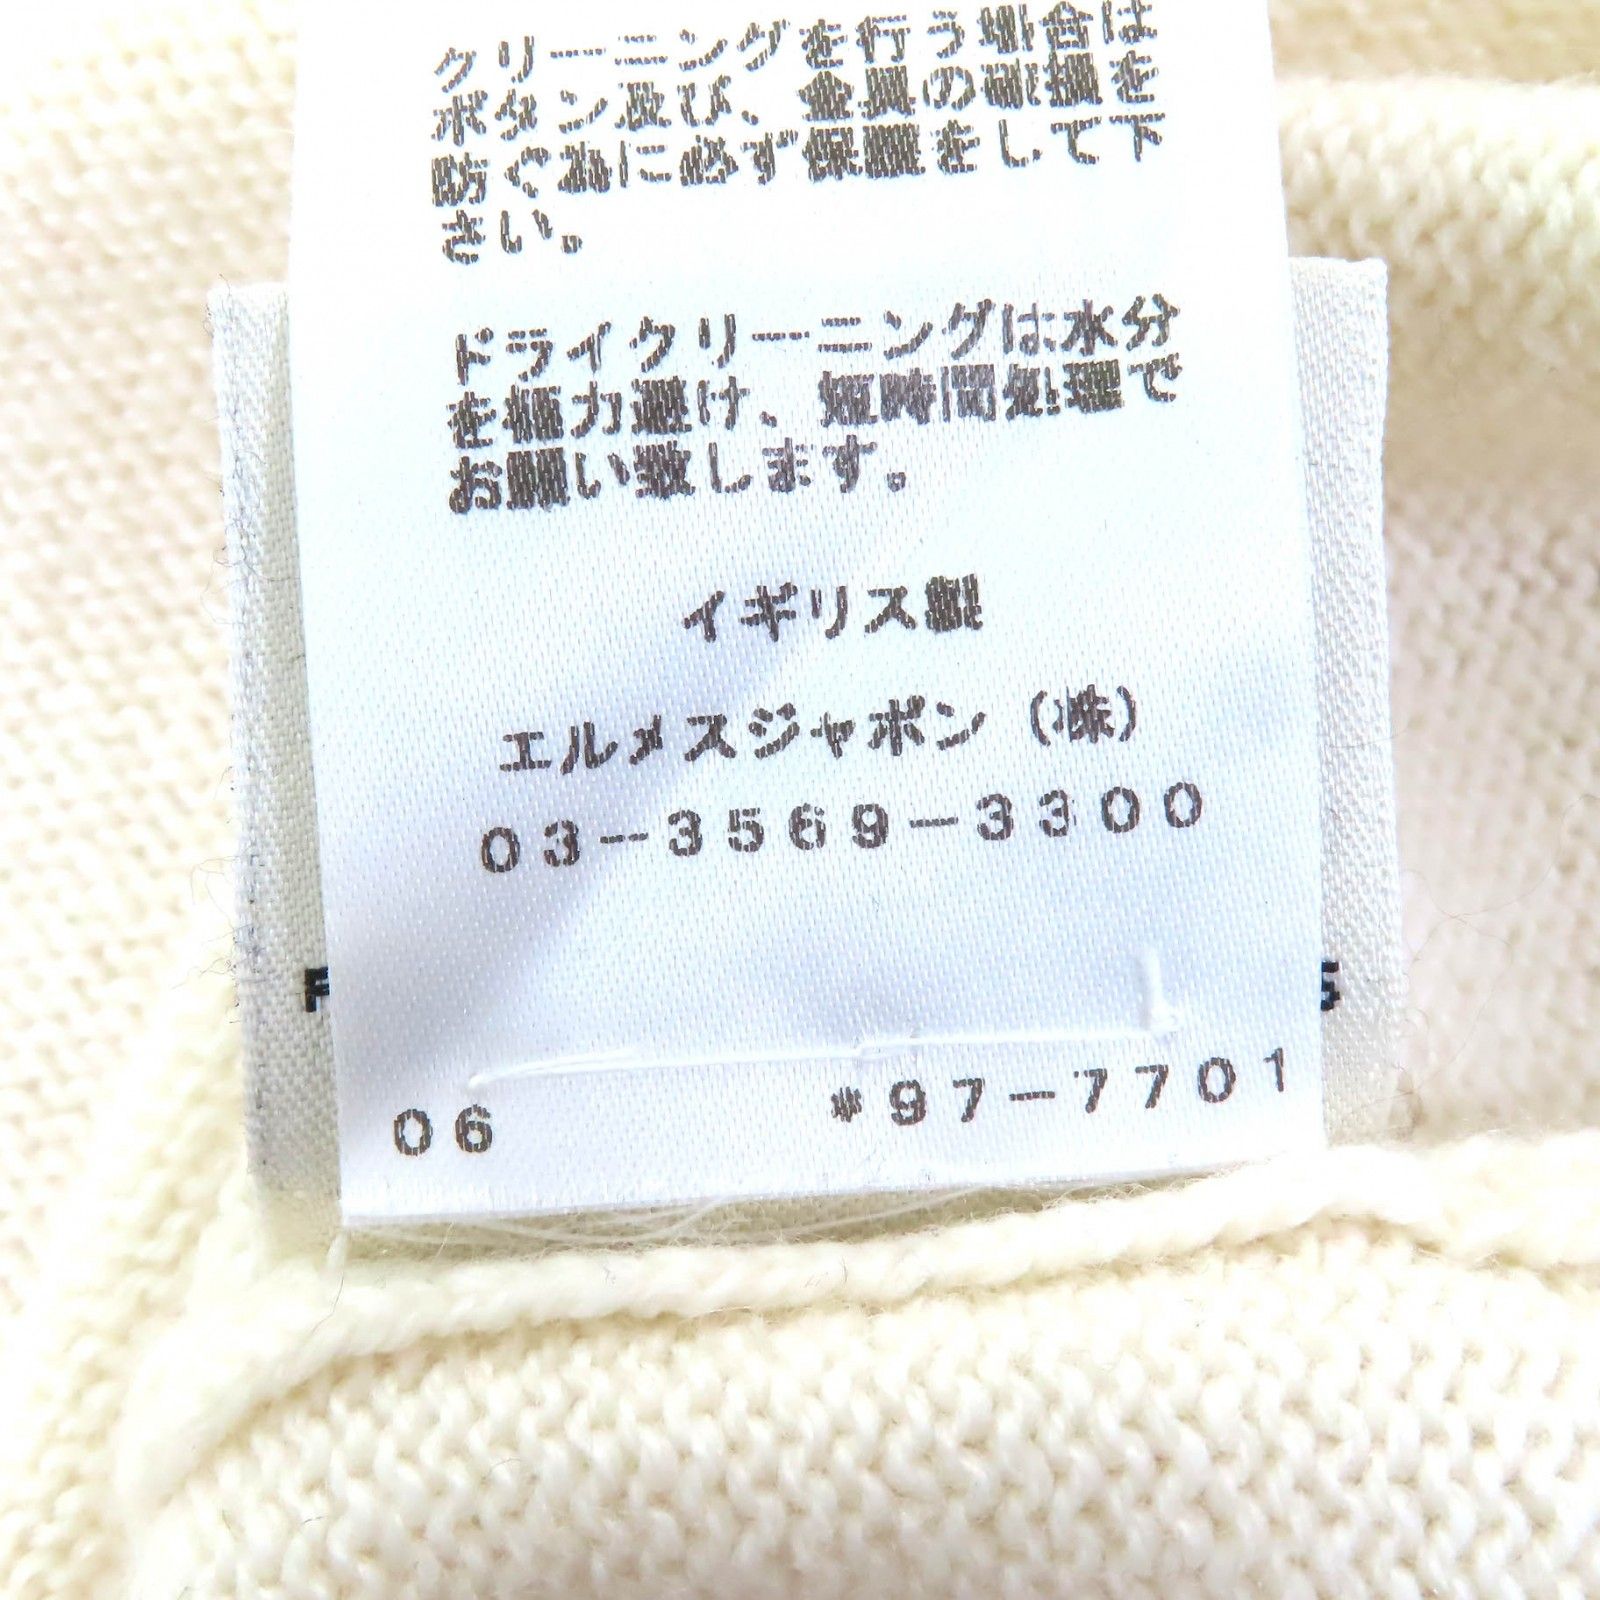 クリーニングを行う場合は
ボタン及び、金具の破損を
防ぐ為に必ず保護をして下
さい。
ドライクリーニングは水分
を極力避け、短時間処理で
お願い致します。
イギリス製
エルメスジャポン（株）
03-3569-3300
06 *97-7701